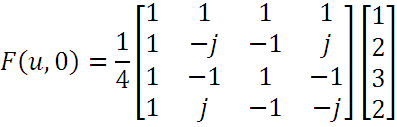 F(u,0) = 1/4 [1 1 1 1; 1 -j -1 j; 1 -1 1 -1; 1 j -1 -j] [1; 2; 3; 2]